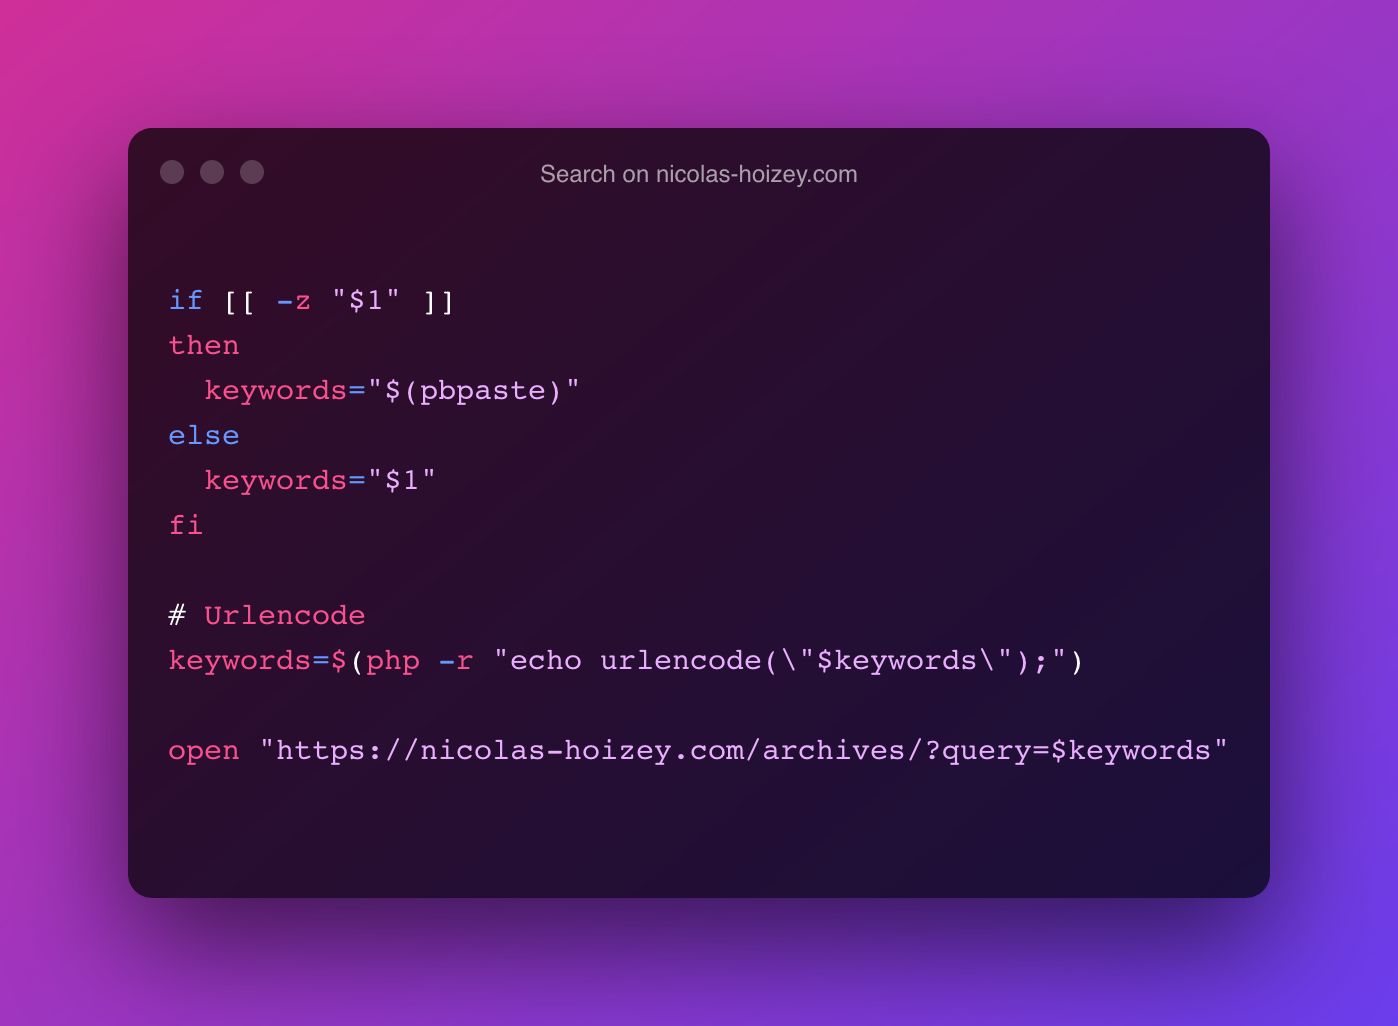 Search on nicolas-hoizey.com
if [[ -z "$1" ]]
then
  keywords="$(pbpaste)"
else
  keywords="$1"
fi
# Urlencode
keywords=$(php -r "echo urlencode(\"$keywords\");")
open "https://nicolas-hoizey.com/archives/?query=$keywords"